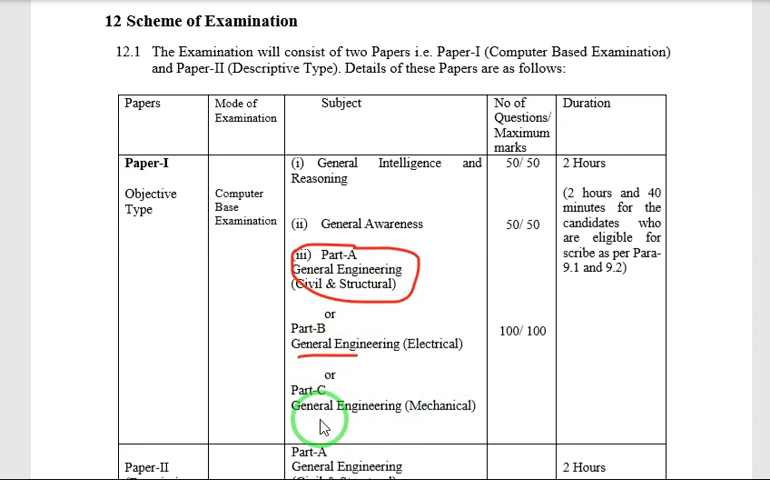 12 Scheme of Examination
12.1 The Examination will consist of two Papers i.e. Paper-I (Computer Based Examination)
and Paper-II (Descriptive Type). Details of these Papers are as follows:
Papers Mode of Examination Subject No of Questions/ Maximum marks Duration
Paper-I
Objective
Type
Computer
Base
Examination
(i) General Intelligence and
Reasoning
(ii) General Awareness
(iii) Part-A
General Engineering
(Civil & Structural)
or
Part-B
General Engineering (Electrical)
or
Part-C
General Engineering (Mechanical)
50/ 50
50/ 50
100/ 100
2 Hours
(2 hours and 40
minutes for the
candidates who
are eligible for
scribe as per Para-
9.1 and 9.2)
Paper-II
Part-A
General Engineering
2 Hours